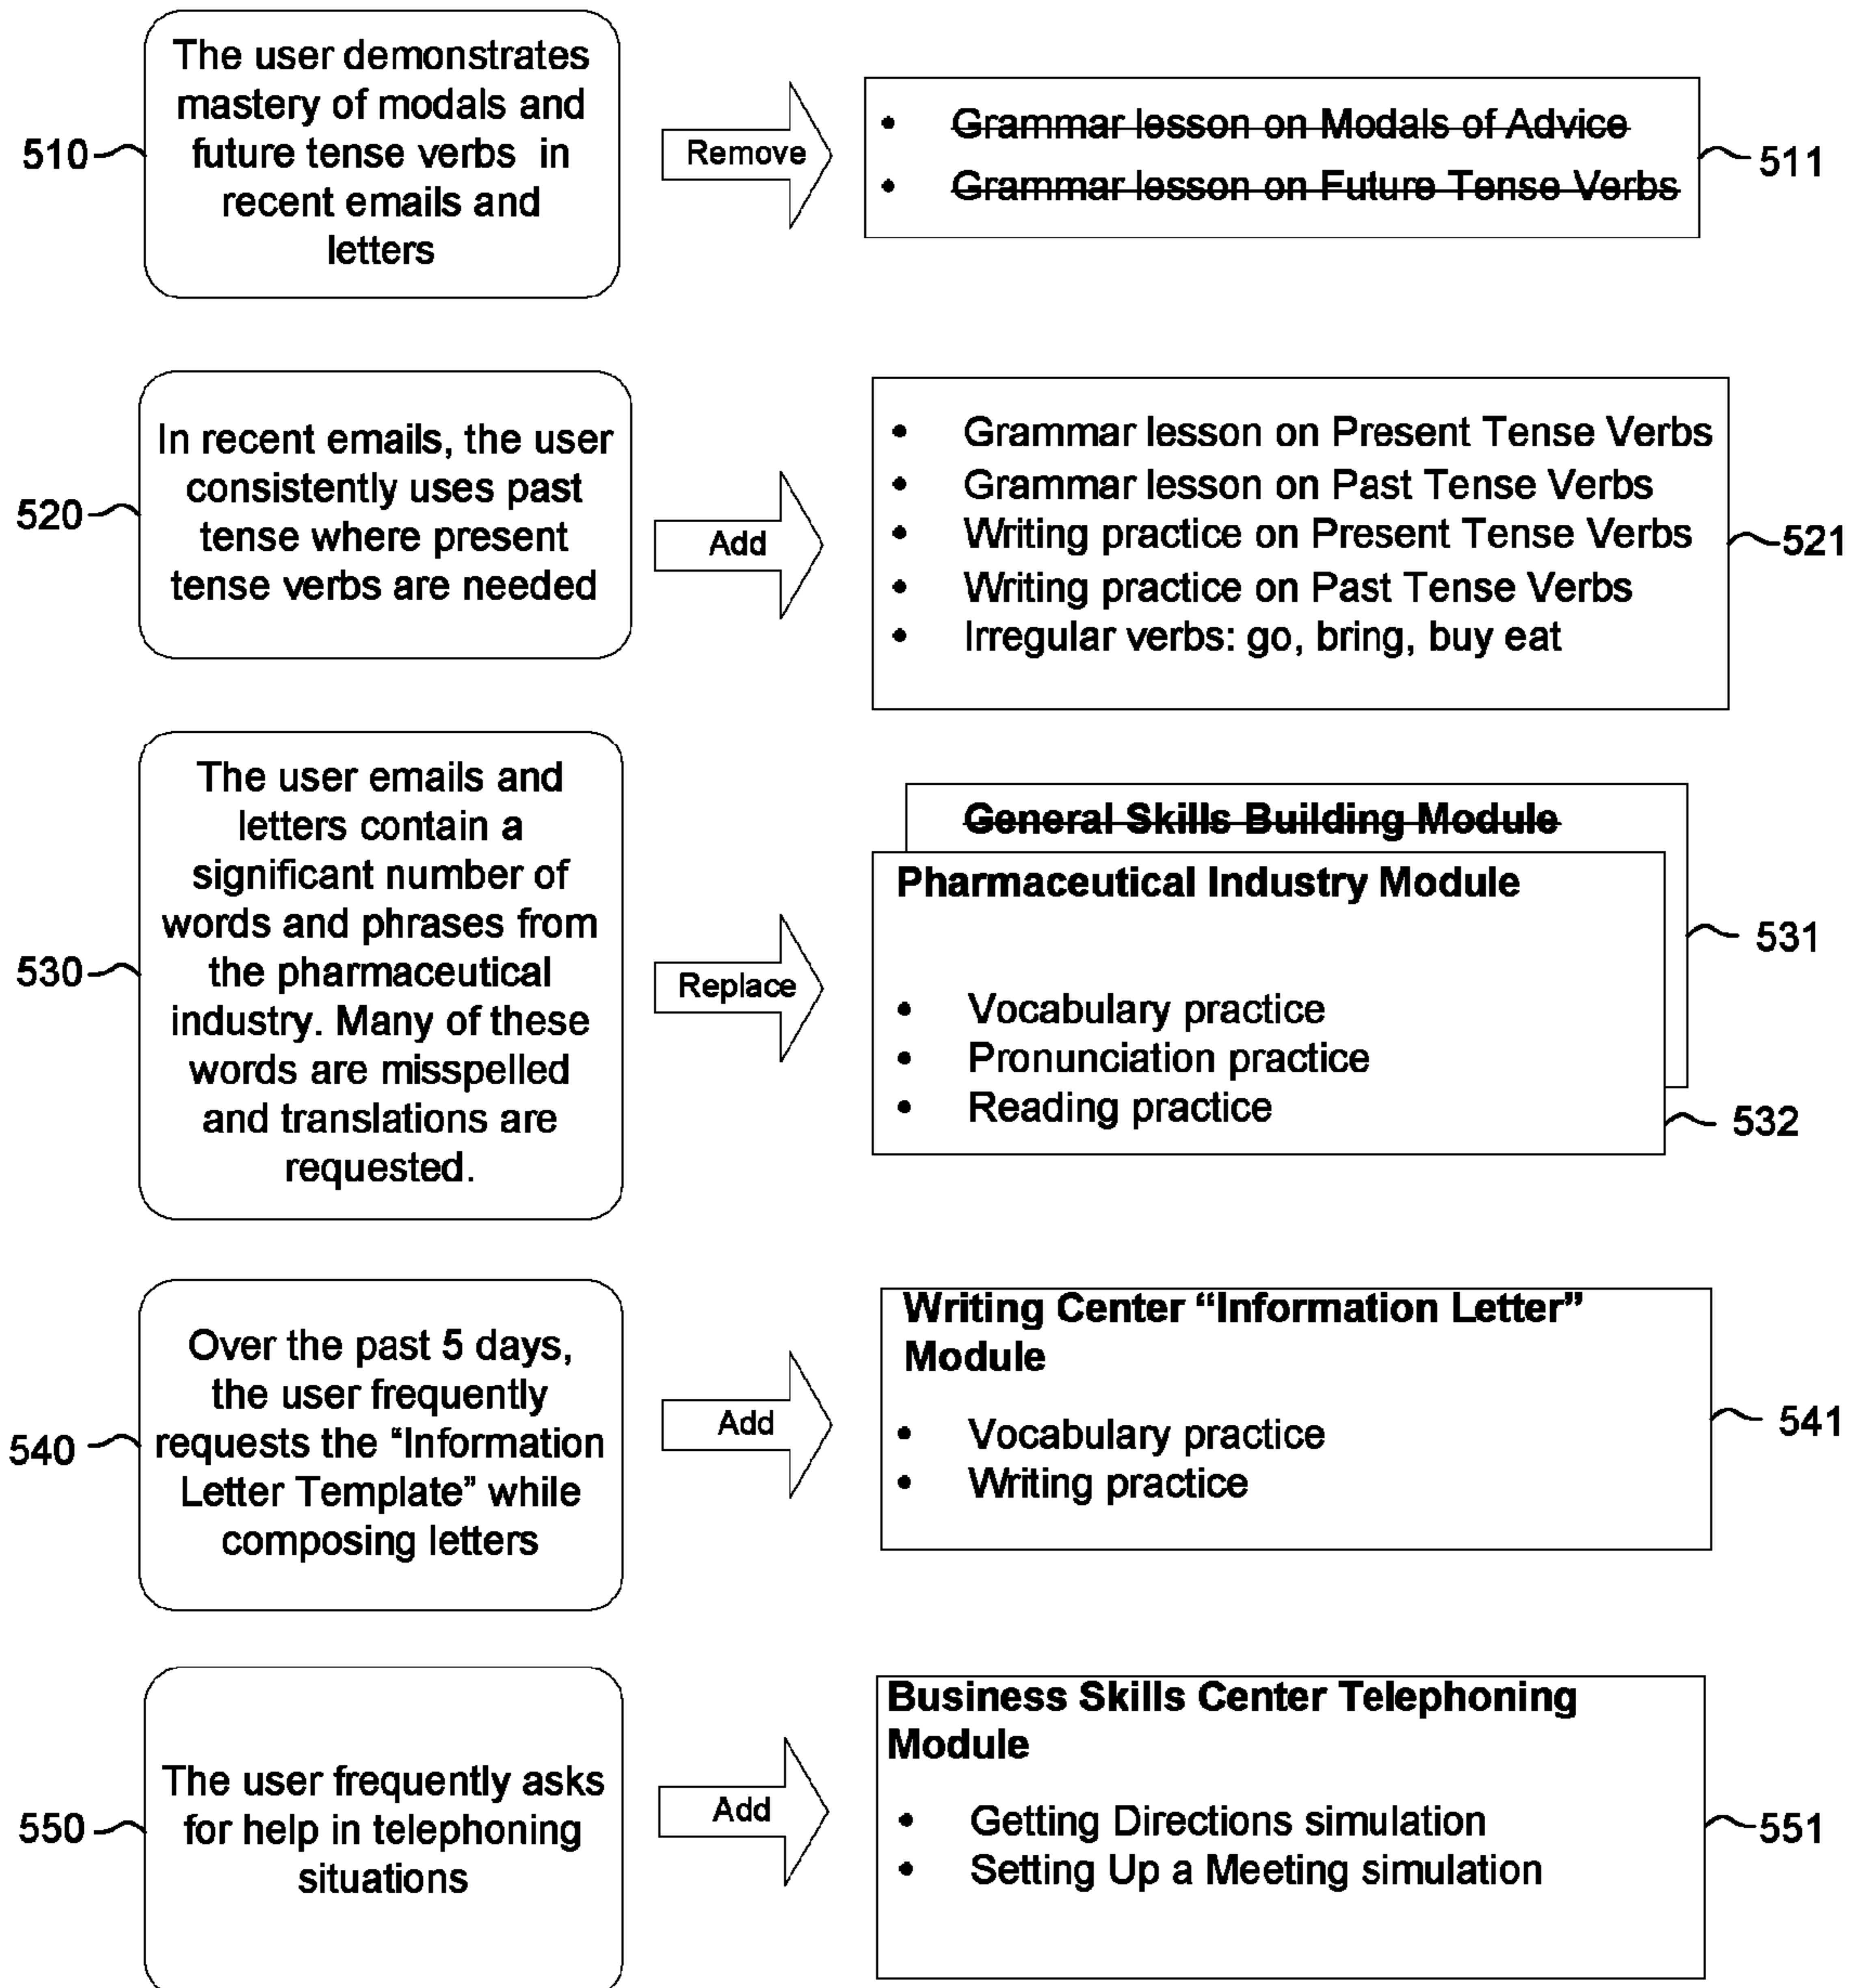 The user demonstrates
mastery of modals and
future tense verbs in
recent emails and
letters
510
Remove
• Grammar lesson on Modals of Advice
• Grammar lesson on Future Tense Verbs
511
In recent emails, the user
consistently uses past
tense where present
tense verbs are needed
520
Add
• Grammar lesson on Present Tense Verbs
• Grammar lesson on Past Tense Verbs
• Writing practice on Present Tense Verbs
• Writing practice on Past Tense Verbs
• Irregular verbs: go, bring, buy eat
521
The user emails and
letters contain a
significant number of
words and phrases from
the pharmaceutical
industry. Many of these
words are misspelled
and translations are
requested.
530
Replace
General Skills Building Module
531
Pharmaceutical Industry Module
• Vocabulary practice
• Pronunciation practice
• Reading practice
532
Over the past 5 days,
the user frequently
requests the “Information
Letter Template” while
composing letters
540
Add
Writing Center “Information Letter”
Module
• Vocabulary practice
• Writing practice
541
The user frequently asks
for help in telephoning
situations
550
Add
Business Skills Center Telephoning
Module
• Getting Directions simulation
• Setting Up a Meeting simulation
551